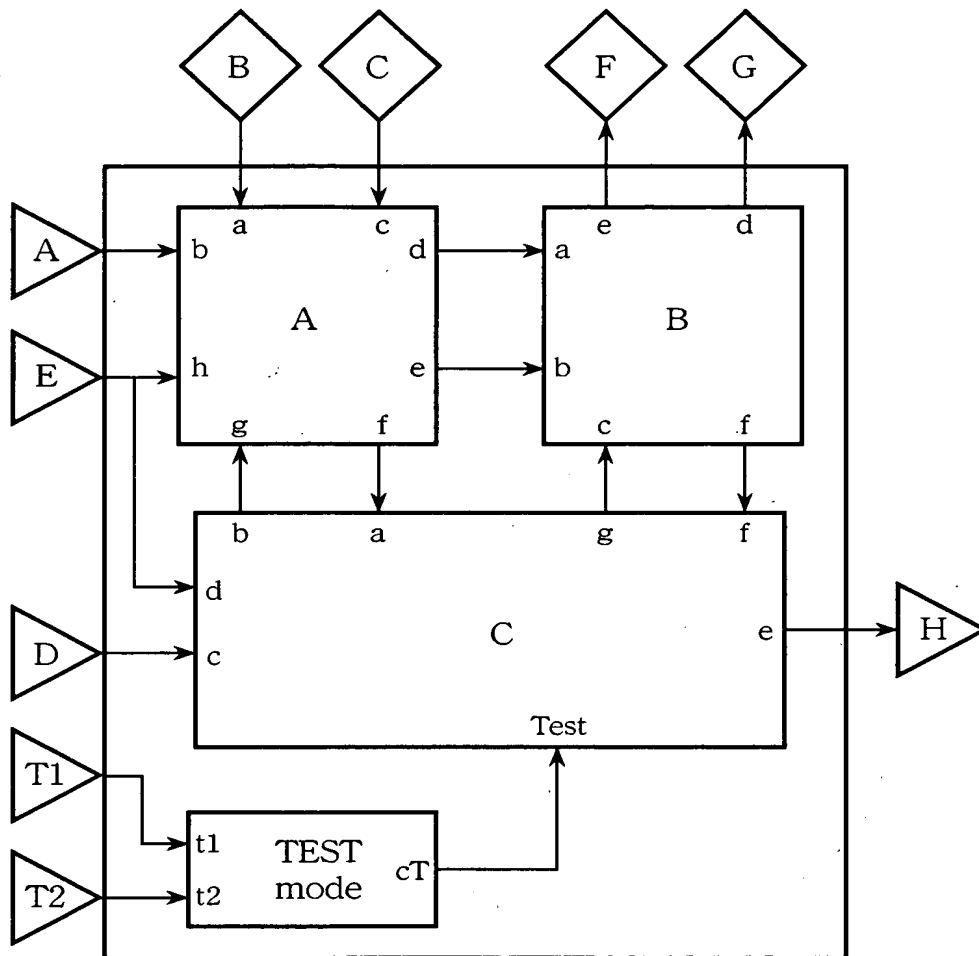 B C F G
a c e d
A b d a
A B
E h e b
g f c f
b a g f
d
C e H
D c
Test
T1
t1 TEST
cT
mode
T2 t2